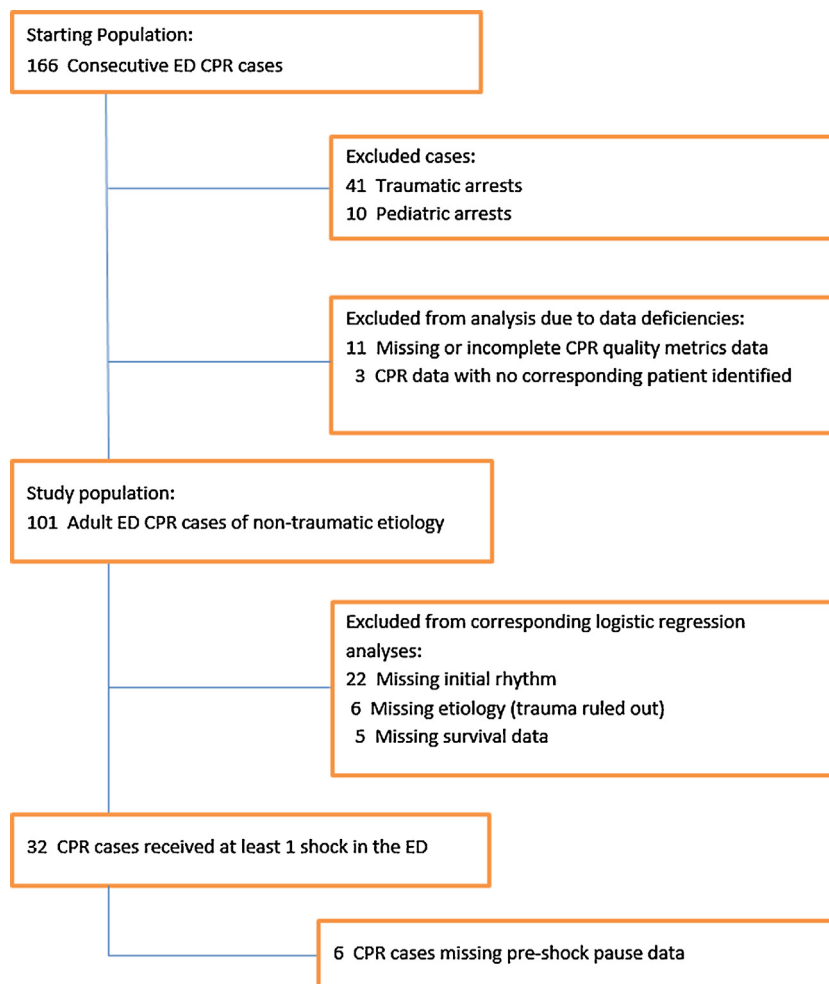 Starting Population:
166 Consecutive ED CPR cases
Excluded cases:
41 Traumatic arrests
10 Pediatric arrests
Excluded from analysis due to data deficiencies:
11 Missing or incomplete CPR quality metrics data
3 CPR data with no corresponding patient identified
Study population:
101 Adult ED CPR cases of non-traumatic etiology
Excluded from corresponding logistic regression
analyses:
22 Missing initial rhythm
6 Missing etiology (trauma ruled out)
5 Missing survival data
32 CPR cases received at least 1 shock in the ED
6 CPR cases missing pre-shock pause data